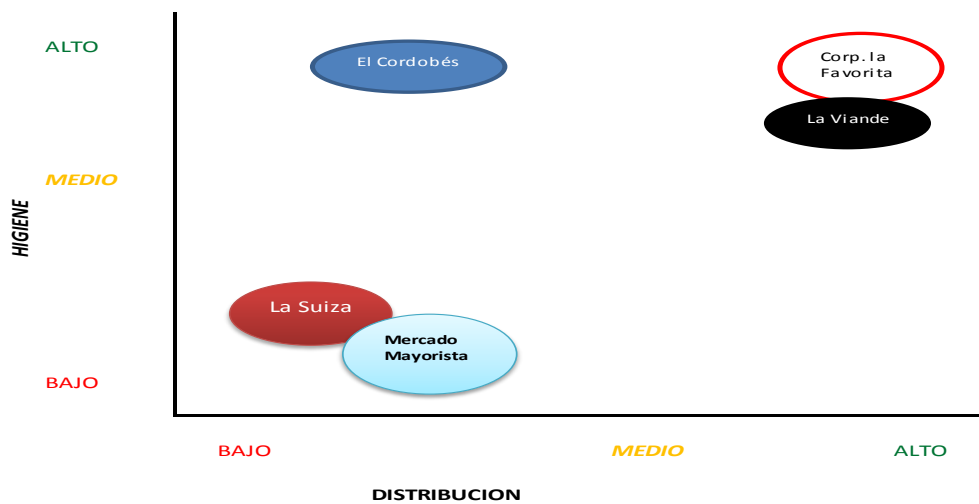 ALTO
El Cordobés
Corp. la
Favorita
La Viande
MEDIO
HIGIENE
La Suiza
Mercado
Mayorista
BAJO
BAJO
MEDIO
ALTO
DISTRIBUCION